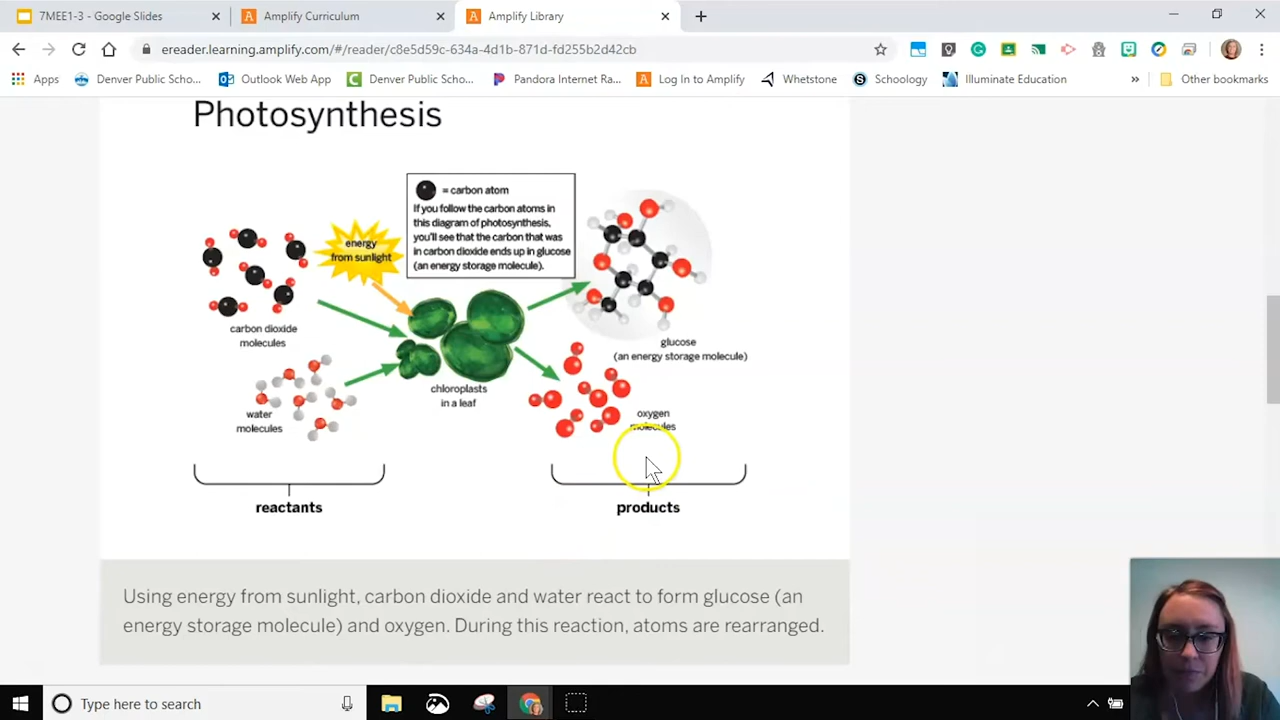 7MEE1-3 - Google Slides
Amplify Curriculum
Amplify Library
ereader.learning.amplify.com/#/reader/c8e5d59c-634a-4d1b-871d-fd255b2d42cb
Apps
Denver Public Scho...
Outlook Web App
Denver Public Scho...
Pandora Internet Ra...
Log In to Amplify
Whetstone
Schoology
Illuminate Education
Other bookmarks
Photosynthesis
= carbon atom
If you follow the carbon atoms in
this diagram of photosynthesis,
you'll see that the carbon that was
in carbon dioxide ends up in glucose
(an energy storage molecule).
energy
from sunlight
carbon dioxide
molecules
water
molecules
chloroplasts
in a leaf
glucose
(an energy storage molecule)
oxygen
molecules
reactants
products
Using energy from sunlight, carbon dioxide and water react to form glucose (an
energy storage molecule) and oxygen. During this reaction, atoms are rearranged.
Type here to search